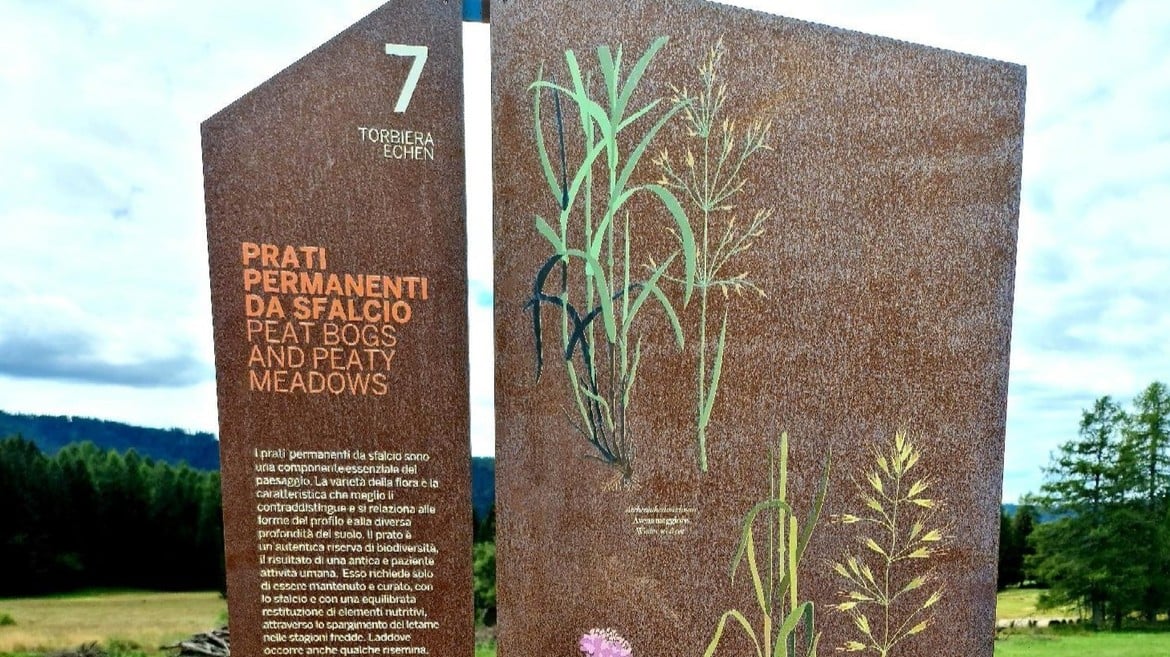 7
TORBIERA
ECHEN
PRATI
PERMANENTI
DA SFALCIO
PEAT BOGS
AND PEATY
MEADOWS
I prati permanenti da sfalcio sono
una componente essenziale del
paesaggio. La varietà della flora è la
caratteristica che meglio li
contraddistingue e si relaziona alle
forme del profilo e alla diversa
profondità del suolo. Il prato è
un'autentica riserva di biodiversità,
il risultato di una antica e paziente
attività umana. Esso richiede solo
di essere mantenuto e curato, con
lo sfalcio e con una equilibrata
restituzione di elementi nutritivi,
attraverso lo spargimento del letame
nelle stagioni fredde. Laddove
occorre anche qualche risemina,